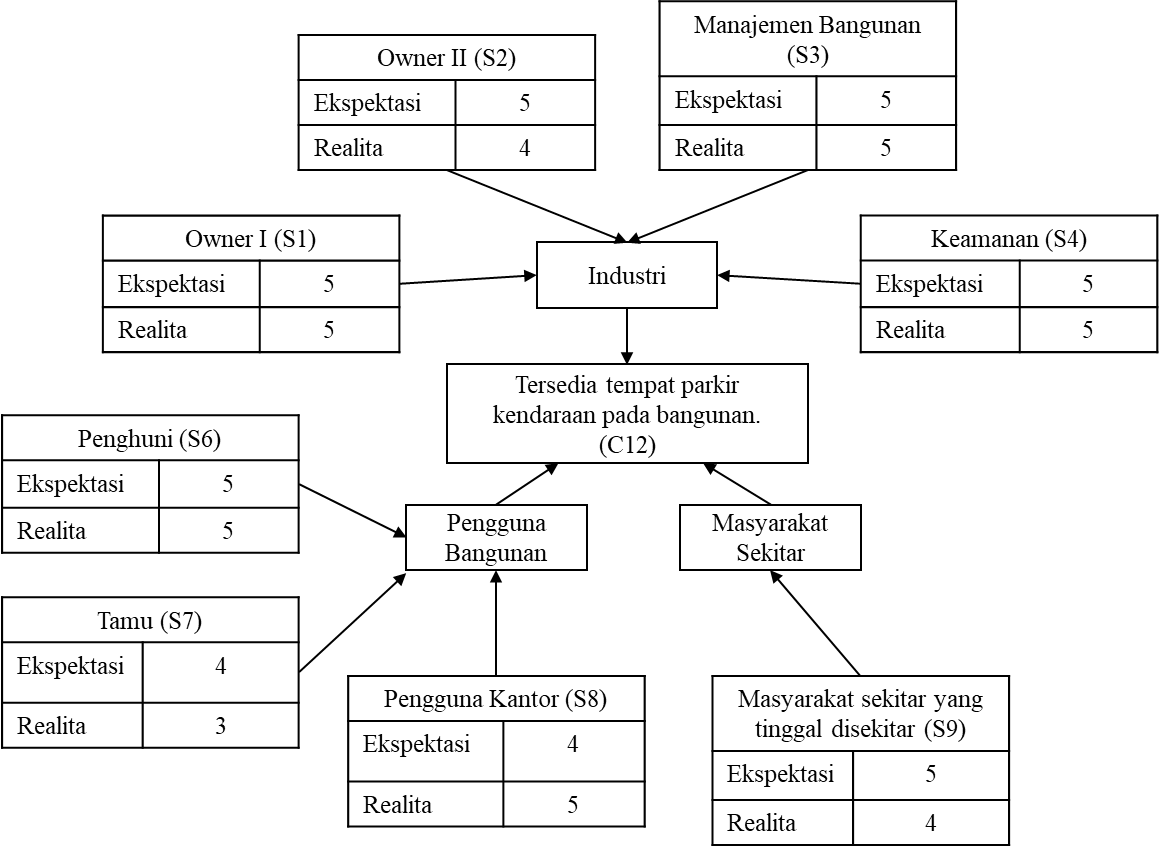 Owner II (S2)
Ekspektasi 5
Realita 4
Manajemen Bangunan
(S3)
Ekspektasi 5
Realita 5
Owner I (S1)
Ekspektasi 5
Realita 5
Industri
Keamanan (S4)
Ekspektasi 5
Realita 5
Tersedia tempat parkir
kendaraan pada bangunan.
(C12)
Penghuni (S6)
Ekspektasi 5
Realita 5
Pengguna
Bangunan
Masyarakat
Sekitar
Tamu (S7)
Ekspektasi 4
Realita 3
Pengguna Kantor (S8)
Ekspektasi 4
Realita 5
Masyarakat sekitar yang
tinggal disekitar (S9)
Ekspektasi 5
Realita 4